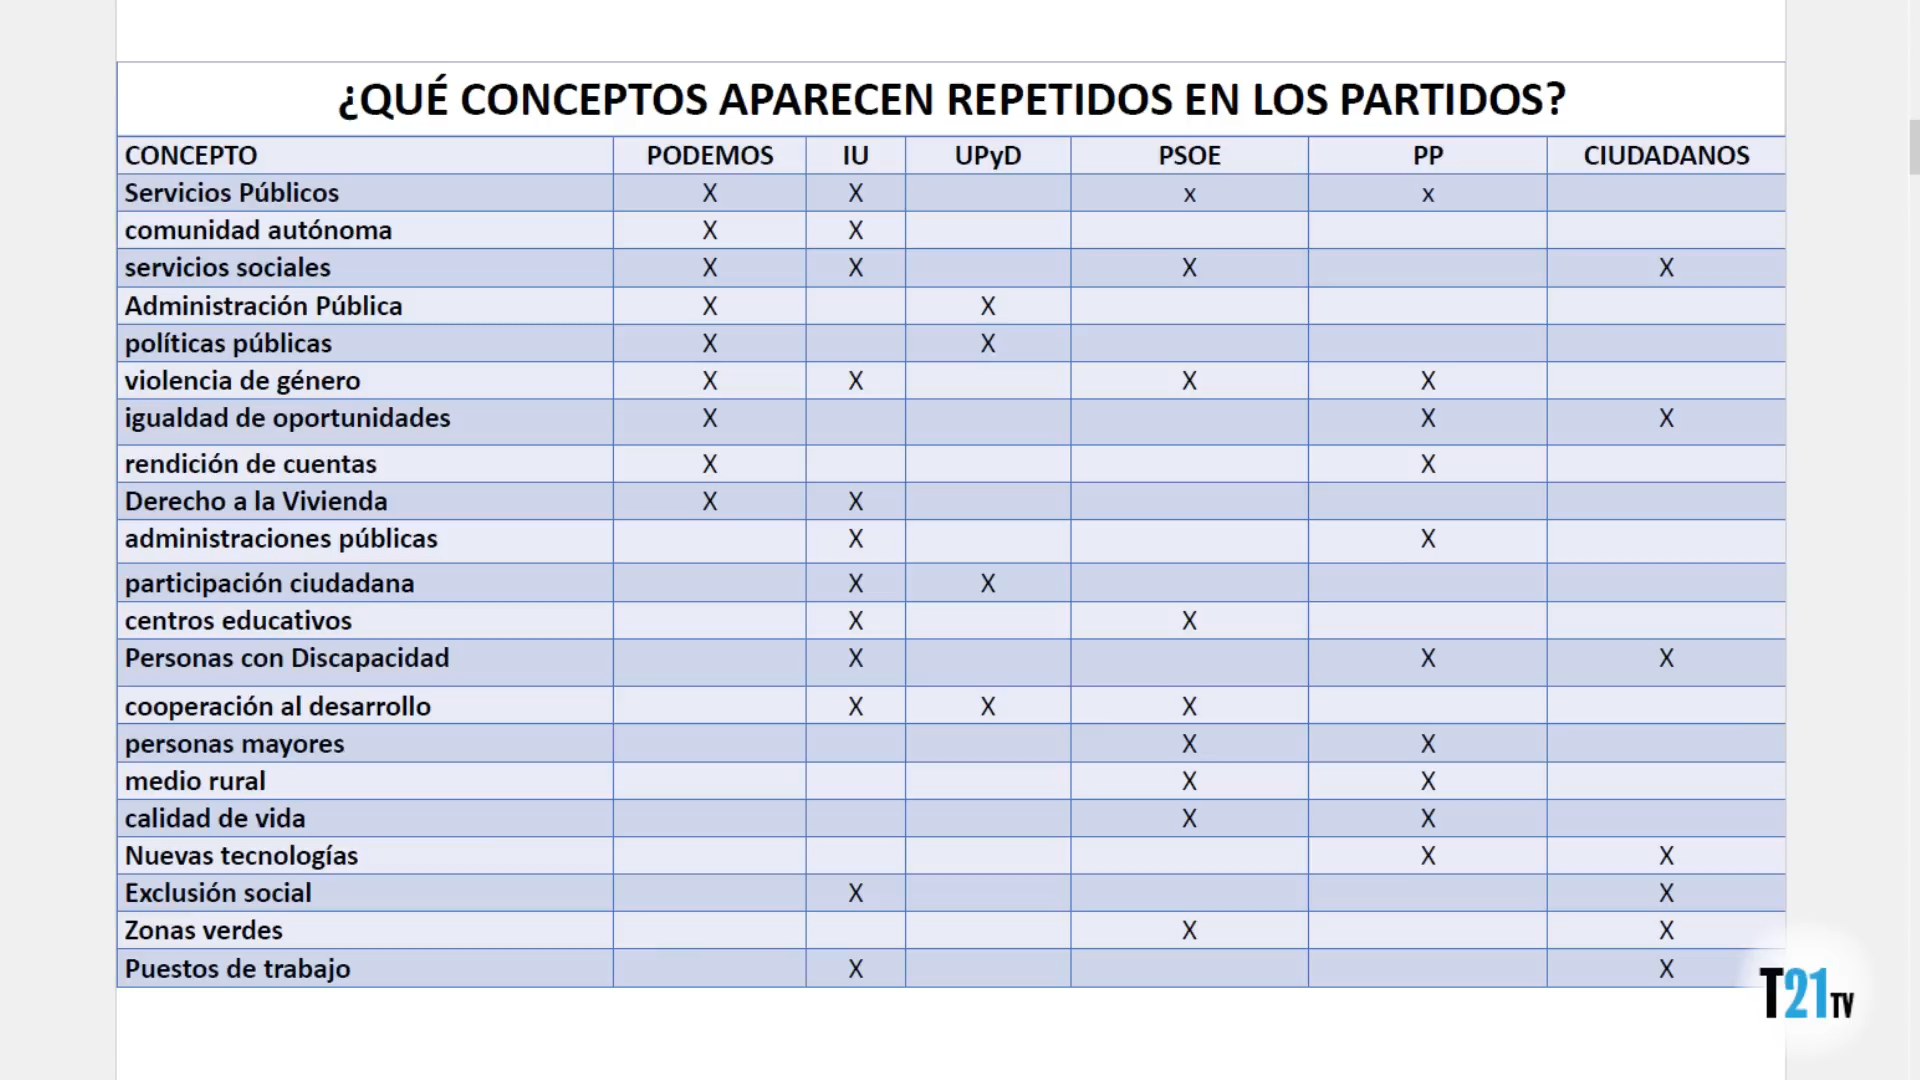 ¿QUÉ CONCEPTOS APARECEN REPETIDOS EN LOS PARTIDOS?
CONCEPTO PODEMOS IU UPyD PSOE PP CIUDADANOS
Servicios Públicos X X x x
comunidad autónoma X X
servicios sociales X X X X
Administración Pública X X
políticas públicas X X
violencia de género X X X X
igualdad de oportunidades X X X
rendición de cuentas X X
Derecho a la Vivienda X X
administraciones públicas X X
participación ciudadana X X
centros educativos X X
Personas con Discapacidad X X X
cooperación al desarrollo X X X
personas mayores X X
medio rural X X
calidad de vida X X
Nuevas tecnologías X X
Exclusión social X X
Zonas verdes X X
Puestos de trabajo X X
T21TV